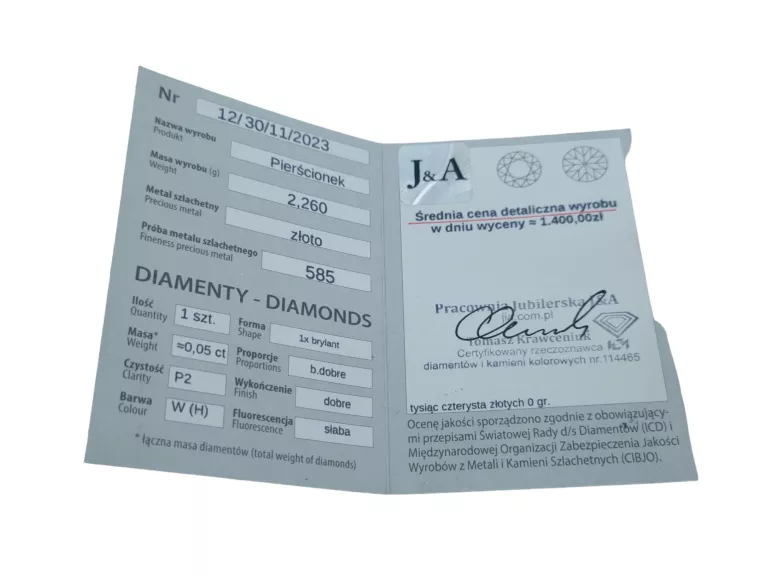 Nr 12/30/11/2023
Nazwa wyrobu Pierścionek
Produkt
Masa wyrobu (g) 2,260
Weight
Metal szlachetny złoto
Precious metal
Próba metalu szlachetnego 585
Fineness precious metal
DIAMENTY - DIAMONDS
Ilość 1 szt. Forma 1x brylant
Quantity Shape
Masa* ≈0,05 ct Proporcje b.dobre
Weight Proportions
Czystość P2 Wykończenie dobre
Clarity Finish
Barwa W (H) Fluorescencja słaba
Colour Fluorescence
* łączna masa diamentów (total weight of diamonds)
J&A
Średnia cena detaliczna wyrobu
w dniu wyceny ≈ 1.400,00zł
Pracownia Jubilerska J&A
.com.pl
Tomasz Krawceniuk
Certyfikowany rzeczoznawca
diamentów i kamieni kolorowych nr.114465
tysiąc czterysta złotych 0 gr.
Ocenę jakości sporządzono zgodnie z obowiązujący-
mi przepisami Światowej Rady d/s Diamentów (ICD) i
Międzynarodowej Organizacji Zabezpieczenia Jakości
Wyrobów z Metali i Kamieni Szlachetnych (CIBJO).